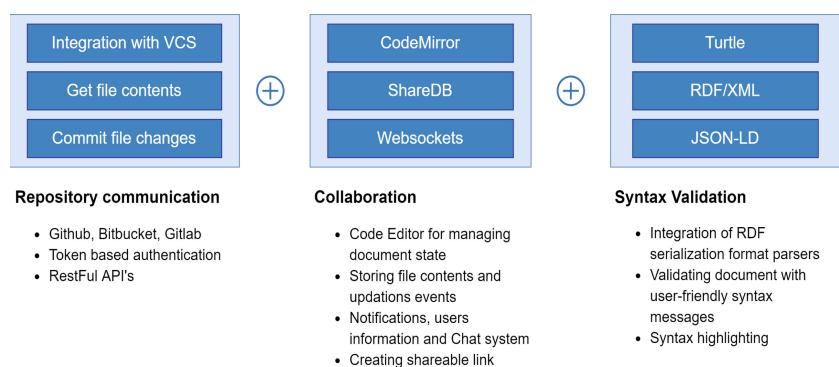 Integration with VCS
Get file contents
Commit file changes
CodeMirror
ShareDB
Websockets
Turtle
RDF/XML
JSON-LD
Repository communication
• Github, Bitbucket, Gitlab
• Token based authentication
• RestFul API's
Collaboration
• Code Editor for managing
document state
• Storing file contents and
updations events
• Notifications, users
information and Chat system
• Creating shareable link
Syntax Validation
• Integration of RDF
serialization format parsers
• Validating document with
user-friendly syntax
messages
• Syntax highlighting